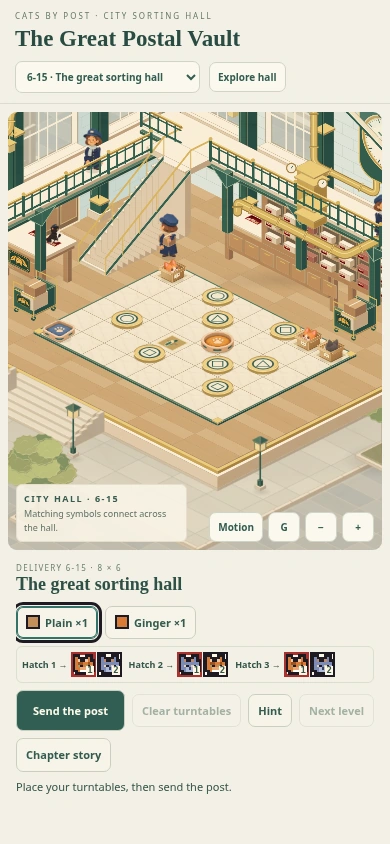 CATS BY POST · CITY SORTING HALL
The Great Postal Vault
6-15 · The great sorting hall
Explore hall
CITY HALL · 6-15
Matching symbols connect across
the hall.
Motion
G
−
+
DELIVERY 6-15 · 8 × 6
The great sorting hall
Plain ×1
Ginger ×1
Hatch 1 → 1 2
Hatch 2 → 1 2
Hatch 3 → 1 2
Send the post
Clear turntables
Hint
Next level
Chapter story
Place your turntables, then send the post.